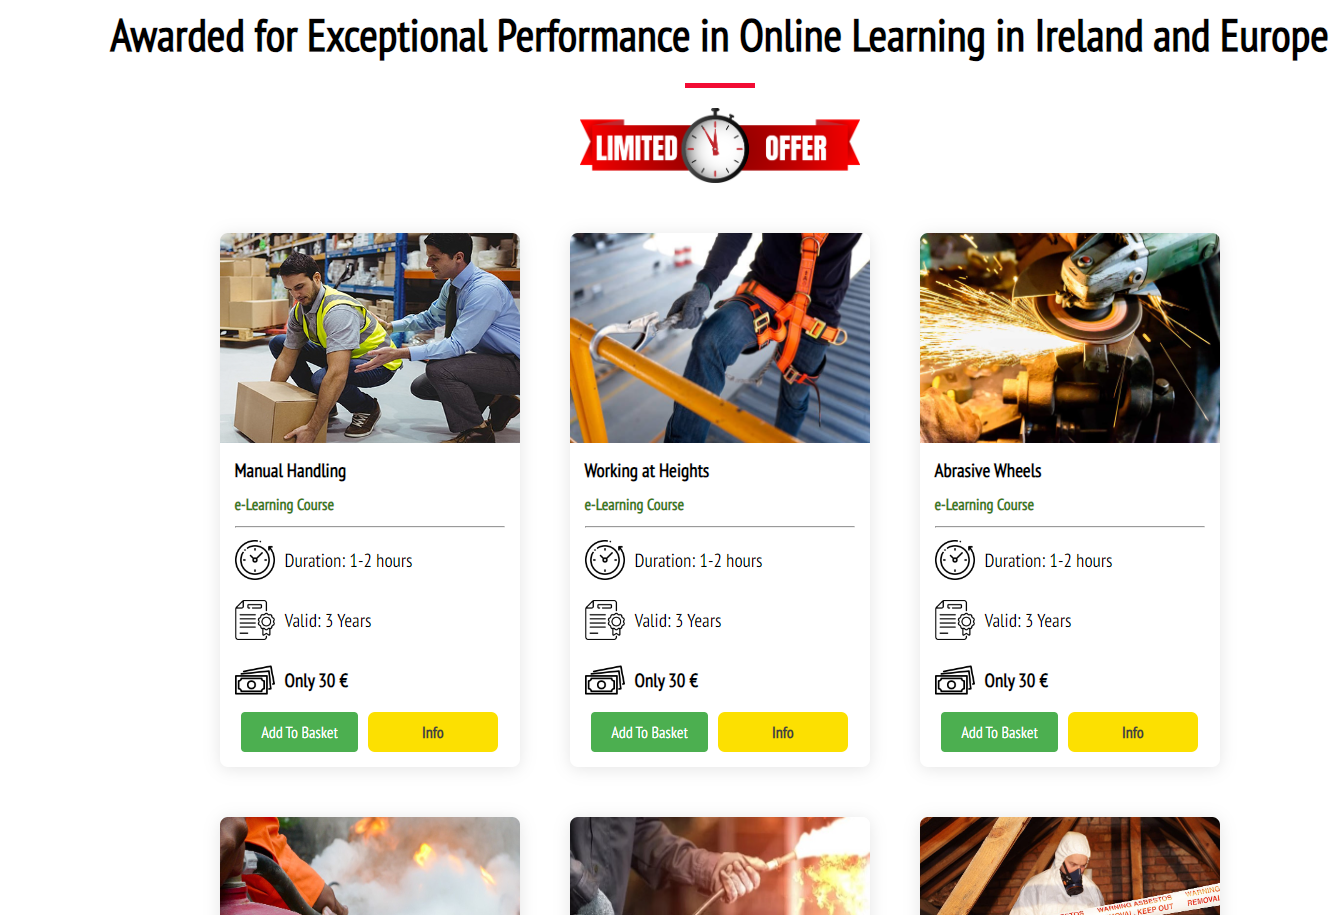 Awarded for Exceptional Performance in Online Learning in Ireland and Europe
LIMITED OFFER
Manual Handling
e-Learning Course
Duration: 1-2 hours
Valid: 3 Years
Only 30 €
Add To Basket
Info
Working at Heights
e-Learning Course
Duration: 1-2 hours
Valid: 3 Years
Only 30 €
Add To Basket
Info
Abrasive Wheels
e-Learning Course
Duration: 1-2 hours
Valid: 3 Years
Only 30 €
Add To Basket
Info
WARNING ASBESTOS WARNING
KEEP OUT REMOVAL